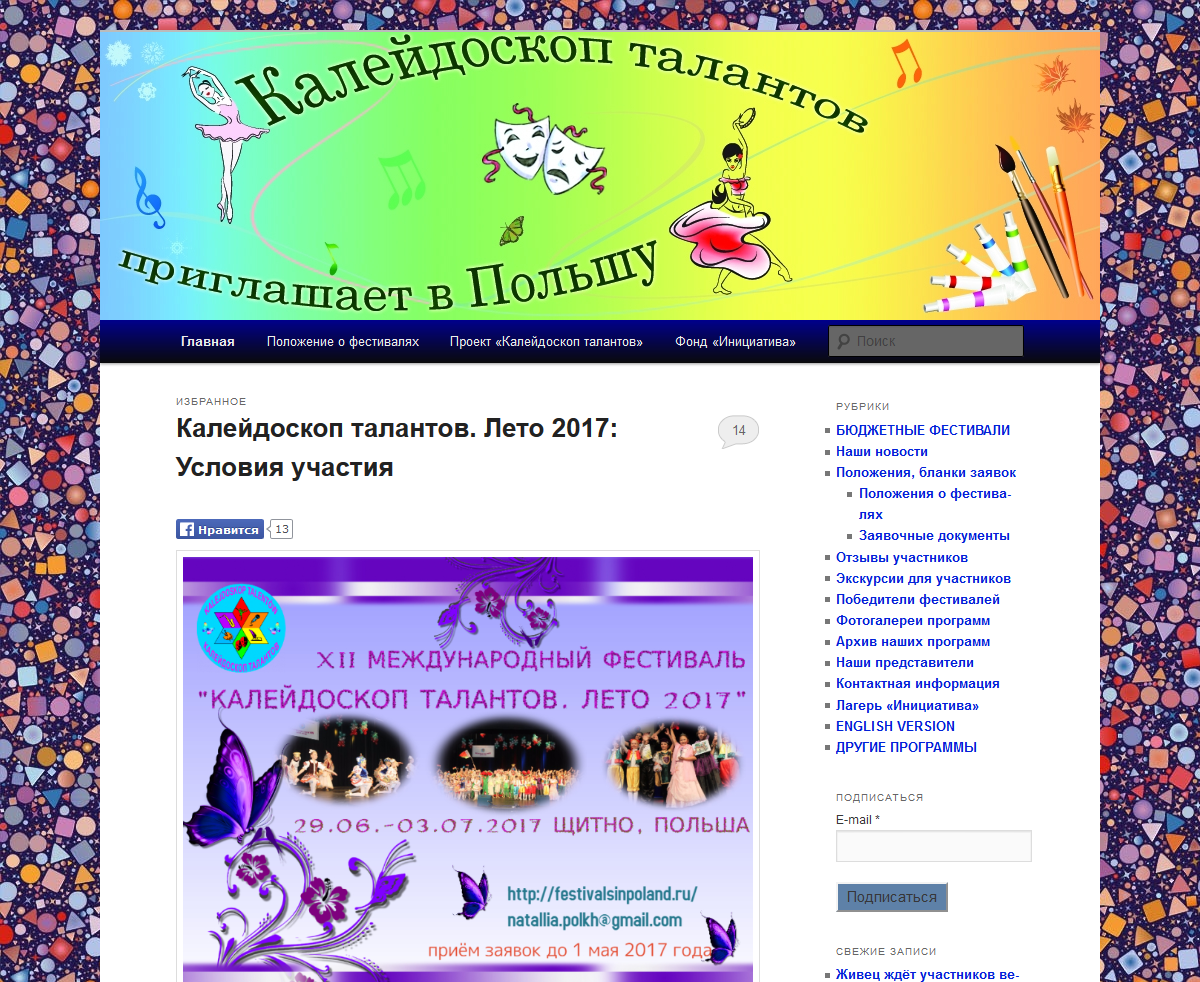 Калейдоскоп талантов
приглашает в Польшу
Главная
Положение о фестивалях
Проект «Калейдоскоп талантов»
Фонд «Инициатива»
Поиск
ИЗБРАННОЕ
Калейдоскоп талантов. Лето 2017:
Условия участия
14
Нравится
13
KALEJDOSKOP TALENTÓW
КАЛЕЙДОСКОП ТАЛАНТОВ
XII МЕЖДУНАРОДНЫЙ ФЕСТИВАЛЬ
"КАЛЕЙДОСКОП ТАЛАНТОВ. ЛЕТО 2017"
29.06.-03.07.2017 ЩИТНО, ПОЛЬША
http://festivalsinpoland.ru/
natallia.polkh@gmail.com
приём заявок до 1 мая 2017 года
РУБРИКИ
БЮДЖЕТНЫЕ ФЕСТИВАЛИ
Наши новости
Положения, бланки заявок
Положения о фестива-
лях
Заявочные документы
Отзывы участников
Экскурсии для участников
Победители фестивалей
Фотогалереи программ
Архив наших программ
Наши представители
Контактная информация
Лагерь «Инициатива»
ENGLISH VERSION
ДРУГИЕ ПРОГРАММЫ
ПОДПИСАТЬСЯ
E-mail *
Подписаться
СВЕЖИЕ ЗАПИСИ
Живец ждёт участников ве-